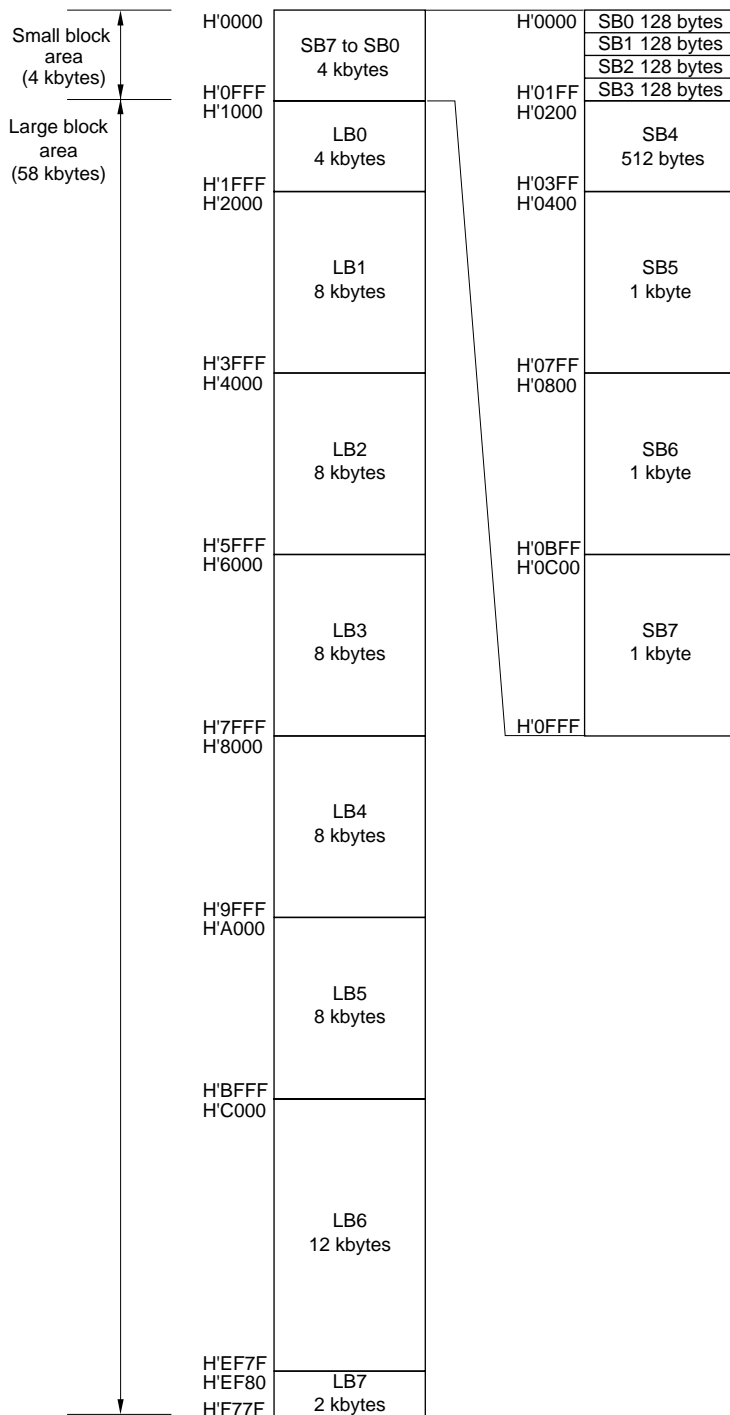 Small block
area
(4 kbytes)
Large block
area
(58 kbytes)
H'0000
SB7 to SB0
4 kbytes
H'0FFF
H'1000
LB0
4 kbytes
H'1FFF
H'2000
LB1
8 kbytes
H'3FFF
H'4000
LB2
8 kbytes
H'5FFF
H'6000
LB3
8 kbytes
H'7FFF
H'8000
LB4
8 kbytes
H'9FFF
H'A000
LB5
8 kbytes
H'BFFF
H'C000
LB6
12 kbytes
H'EF7F
H'EF80
LB7
2 kbytes
H'F77F
H'0000
SB0 128 bytes
SB1 128 bytes
SB2 128 bytes
SB3 128 bytes
H'01FF
H'0200
SB4
512 bytes
H'03FF
H'0400
SB5
1 kbyte
H'07FF
H'0800
SB6
1 kbyte
H'0BFF
H'0C00
SB7
1 kbyte
H'0FFF